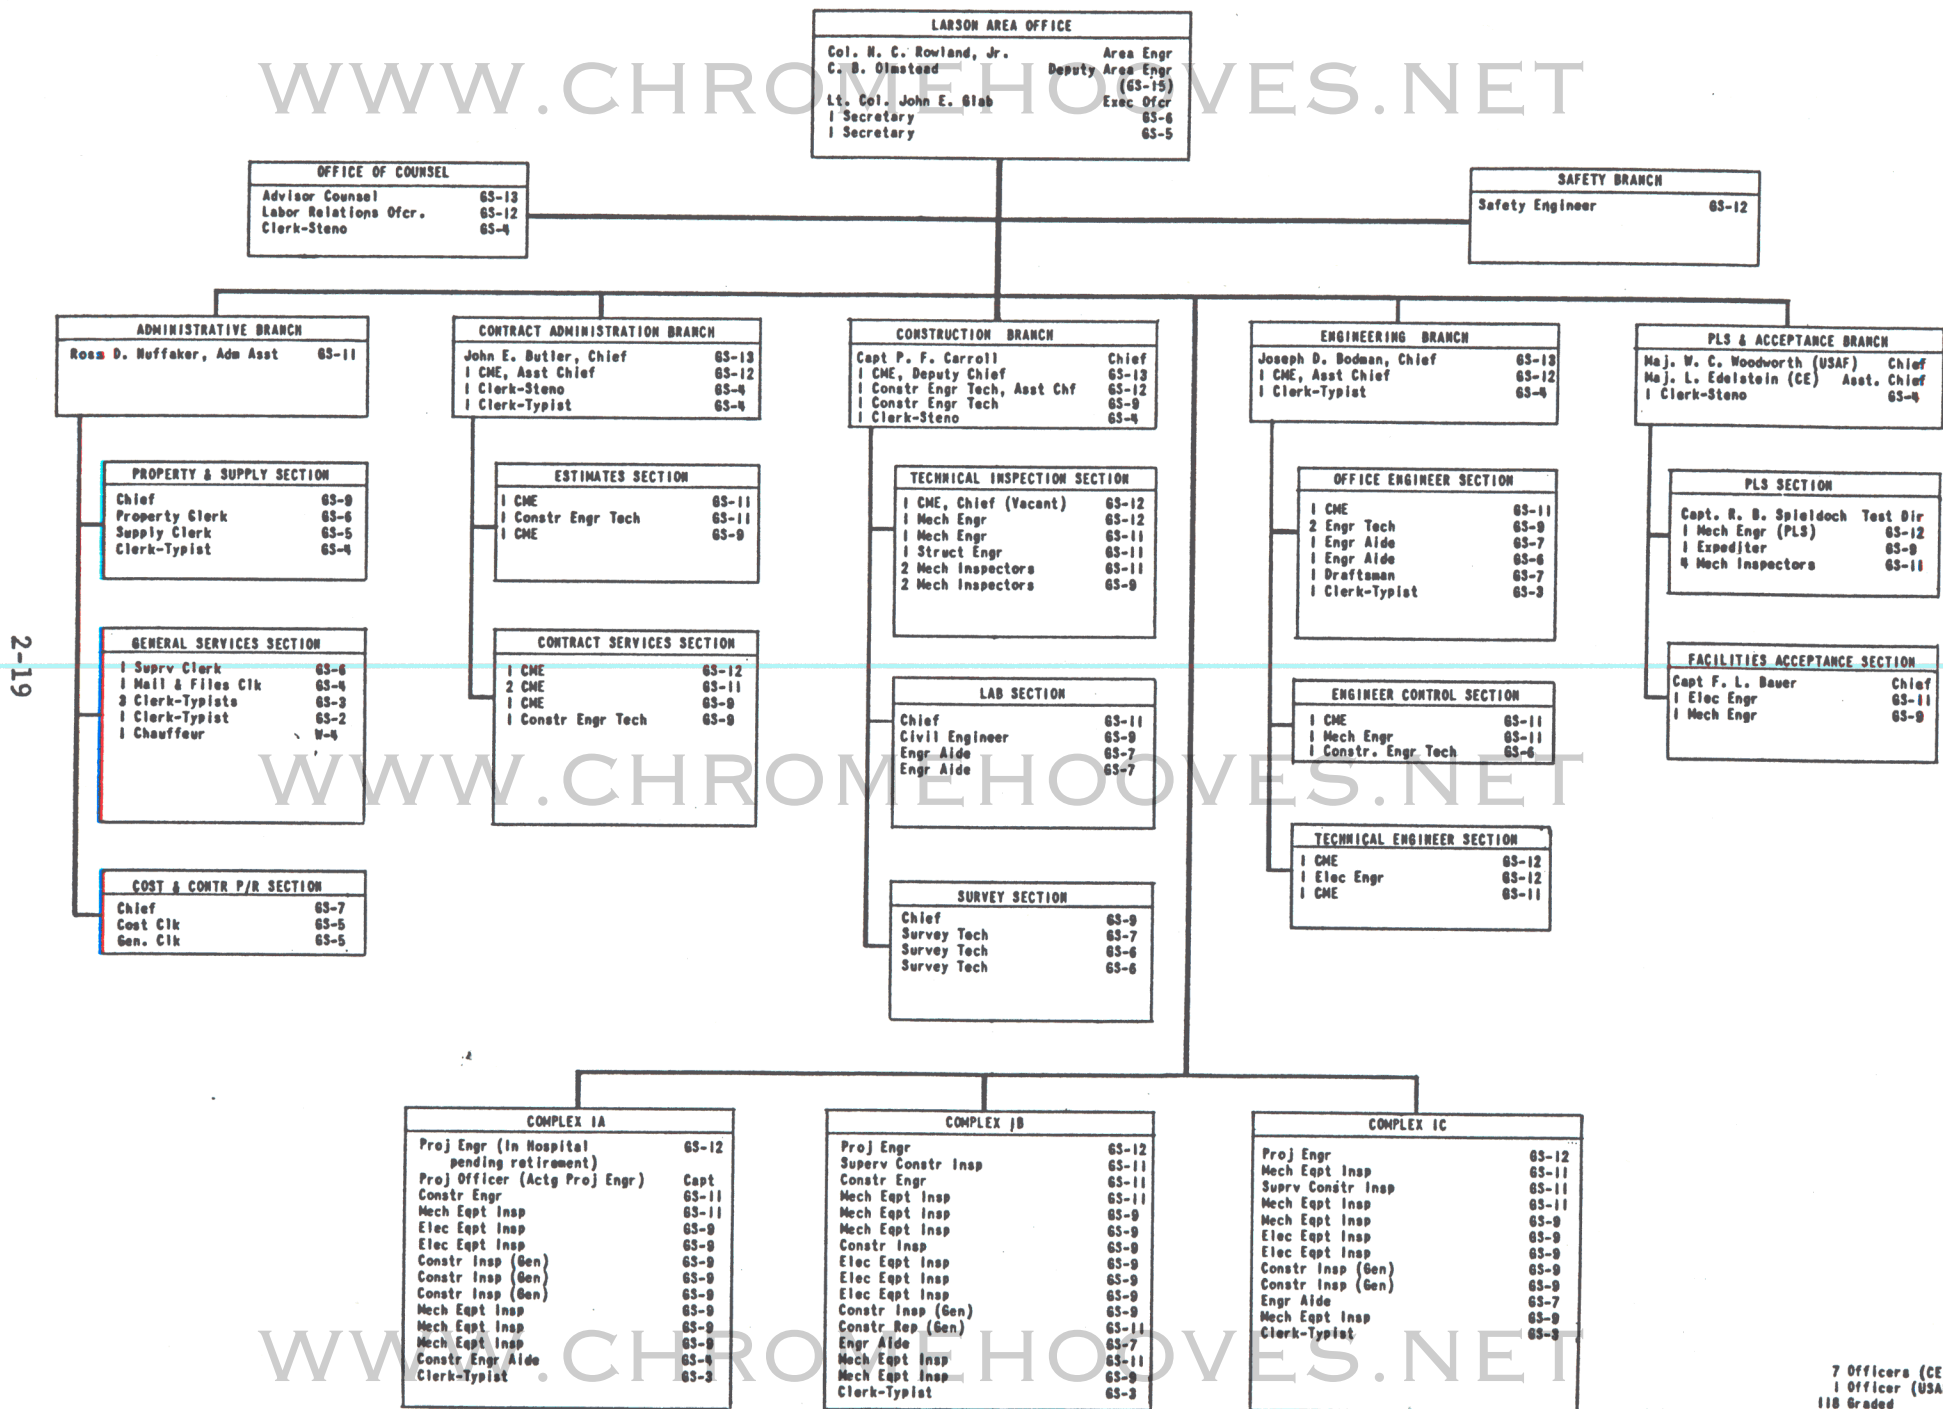 LARSON AREA OFFICE
Col. N. C. Rowland, Jr. Area Engr
C. B. Olmstead Deputy Area Engr
(GS-15)
Lt. Col. John E. Glab Exec Ofcr
1 Secretary GS-6
1 Secretary GS-5
WWW.CHROMEHOOVES.NET
OFFICE OF COUNSEL
Advisor Counsel GS-13
Labor Relations Ofcr. GS-12
Clerk-Steno GS-4
SAFETY BRANCH
Safety Engineer GS-12
ADMINISTRATIVE BRANCH
Ross D. Huffaker, Adm Asst GS-11
PROPERTY & SUPPLY SECTION
Chief GS-9
Property Clerk GS-6
Supply Clerk GS-5
Clerk-Typist GS-4
GENERAL SERVICES SECTION
1 Suprv Clerk GS-6
1 Mail & Files Clk GS-4
3 Clerk-Typists GS-3
1 Clerk-Typist GS-2
1 Chauffeur W-4
COST & CONTR P/R SECTION
Chief GS-7
Cost Clk GS-5
Gen. Clk GS-5
CONTRACT ADMINISTRATION BRANCH
John E. Butler, Chief GS-13
1 CME, Asst Chief GS-12
1 Clerk-Steno GS-4
1 Clerk-Typist GS-4
ESTIMATES SECTION
1 CME GS-11
1 Constr Engr Tech GS-11
1 CME GS-9
CONTRACT SERVICES SECTION
1 CME GS-12
2 CME GS-11
1 CME GS-9
1 Constr Engr Tech GS-9
CONSTRUCTION BRANCH
Capt P. F. Carroll Chief
1 CME, Deputy Chief GS-13
1 Constr Engr Tech, Asst Chf GS-12
1 Constr Engr Tech GS-9
1 Clerk-Steno GS-4
TECHNICAL INSPECTION SECTION
1 CME, Chief (Vacant) GS-12
1 Mech Engr GS-12
1 Mech Engr GS-11
1 Struct Engr GS-11
2 Mech Inspectors GS-11
2 Mech Inspectors GS-9
LAB SECTION
Chief GS-11
Civil Engineer GS-9
Engr Aide GS-7
Engr Aide GS-7
SURVEY SECTION
Chief GS-9
Survey Tech GS-7
Survey Tech GS-6
Survey Tech GS-6
ENGINEERING BRANCH
Joseph D. Bodman, Chief GS-13
1 CME, Asst Chief GS-12
1 Clerk-Typist GS-4
OFFICE ENGINEER SECTION
1 CME GS-11
2 Engr Tech GS-9
1 Engr Aide GS-7
1 Engr Aide GS-6
1 Draftsman GS-7
1 Clerk-Typist GS-3
ENGINEER CONTROL SECTION
1 CME GS-11
1 Mech Engr GS-11
1 Constr. Engr Tech GS-6
TECHNICAL ENGINEER SECTION
1 CME GS-12
1 Elec Engr GS-12
1 CME GS-11
PLS & ACCEPTANCE BRANCH
Maj. W. C. Woodworth (USAF) Chief
Maj. L. Edelstein (CE) Asst. Chief
1 Clerk-Steno GS-4
PLS SECTION
Capt. R. B. Spieldoch Test Dir
1 Mech Engr (PLS) GS-12
1 Expediter GS-9
4 Mech Inspectors GS-11
FACILITIES ACCEPTANCE SECTION
Capt F. L. Bauer Chief
1 Elec Engr GS-11
1 Mech Engr GS-9
2-19
WWW.CHROMEHOOVES.NET
COMPLEX 1A
Proj Engr (In Hospital GS-12
pending retirement)
Proj Officer (Actg Proj Engr) Capt
Constr Engr GS-11
Mech Eqpt Insp GS-11
Elec Eqpt Insp GS-9
Elec Eqpt Insp GS-9
Constr Insp (Gen) GS-9
Constr Insp (Gen) GS-9
Constr Insp (Gen) GS-9
Mech Eqpt Insp GS-9
Mech Eqpt Insp GS-9
Mech Eqpt Insp GS-9
Constr Engr Aide GS-4
Clerk-Typist GS-3
COMPLEX 1B
Proj Engr GS-12
Superv Constr Insp GS-11
Constr Engr GS-11
Mech Eqpt Insp GS-11
Mech Eqpt Insp GS-9
Mech Eqpt Insp GS-9
Constr Insp GS-9
Elec Eqpt Insp GS-9
Elec Eqpt Insp GS-9
Elec Eqpt Insp GS-9
Constr Insp (Gen) GS-9
Constr Rep (Gen) GS-11
Engr Aide GS-7
Mech Eqpt Insp GS-11
Mech Eqpt Insp GS-9
Clerk-Typist GS-3
COMPLEX 1C
Proj Engr GS-12
Mech Eqpt Insp GS-11
Suprv Constr Insp GS-11
Mech Eqpt Insp GS-11
Mech Eqpt Insp GS-9
Elec Eqpt Insp GS-9
Elec Eqpt Insp GS-9
Constr Insp (Gen) GS-9
Constr Insp (Gen) GS-9
Engr Aide GS-7
Mech Eqpt Insp GS-9
Clerk-Typist GS-3
WWW.CHROMEHOOVES.NET
7 Officers (CE
1 Officer (USA
118 Graded